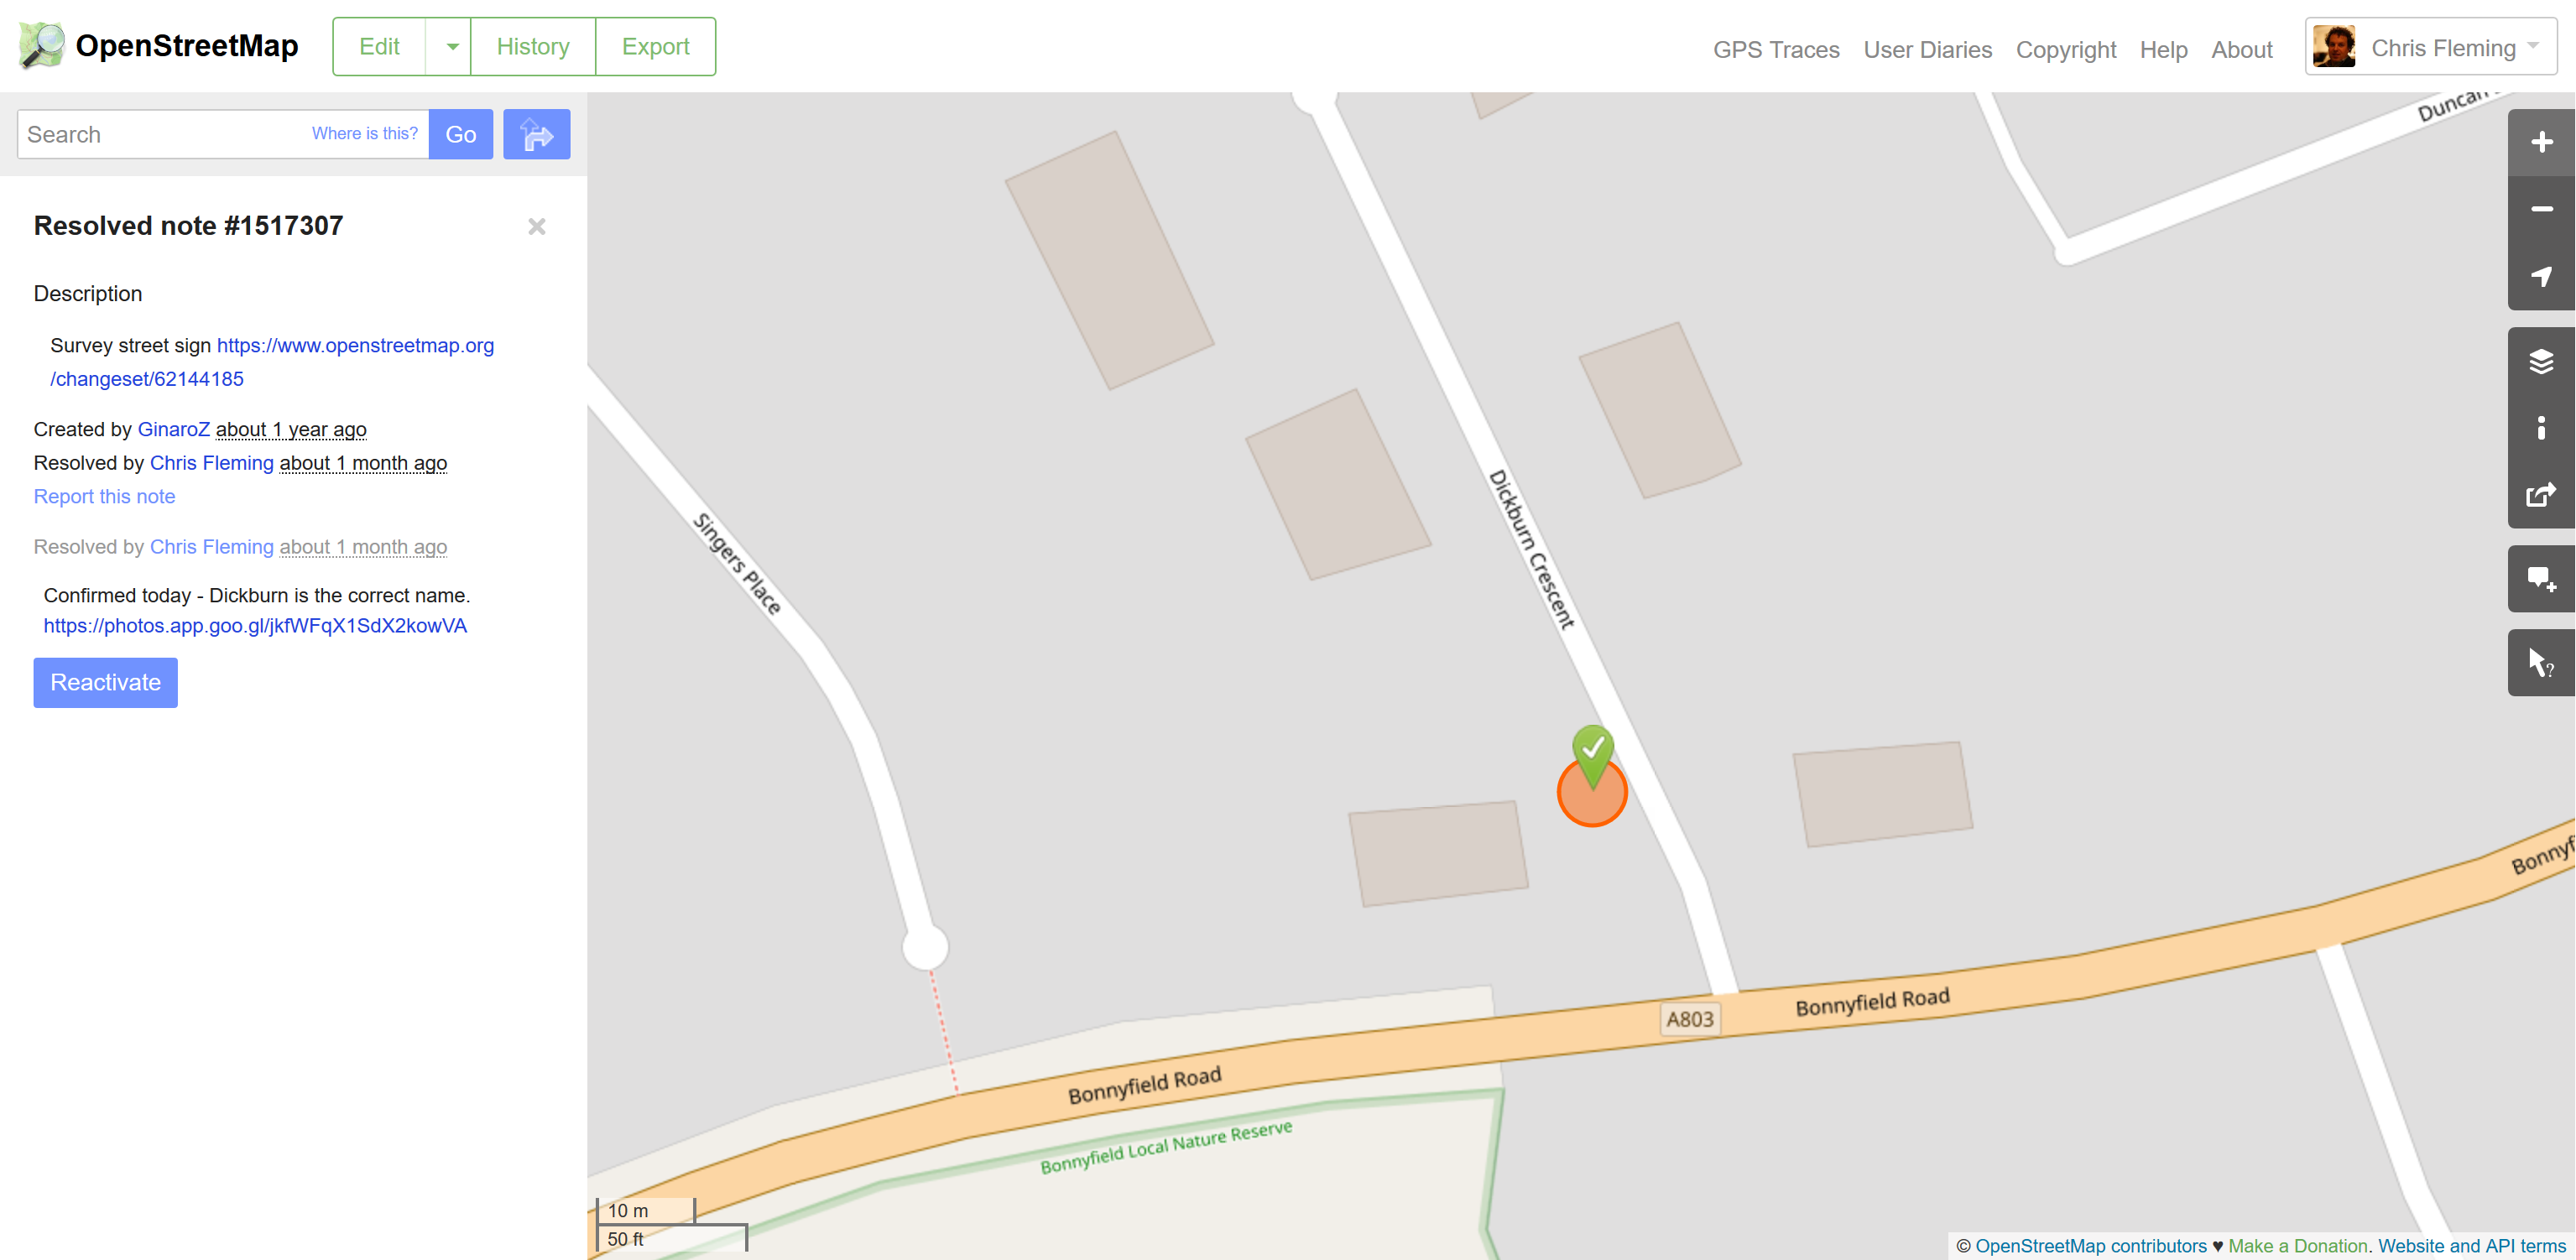 OpenStreetMap
Edit
History
Export
GPS Traces
User Diaries
Copyright
Help
About
Chris Fleming
Search
Where is this?
Go
Resolved note #1517307
Description
Survey street sign https://www.openstreetmap.org
/changeset/62144185
Created by GinaroZ about 1 year ago
Resolved by Chris Fleming about 1 month ago
Report this note
Resolved by Chris Fleming about 1 month ago
Confirmed today - Dickburn is the correct name.
https://photos.app.goo.gl/jkfWFqX1SdX2kowVA
Reactivate
Duncan
Singers Place
Dickburn Crescent
Bonnyf
A803
Bonnyfield Road
Bonnyfield Road
Bonnyfield Local Nature Reserve
10 m
50 ft
© OpenStreetMap contributors ♥ Make a Donation. Website and API terms